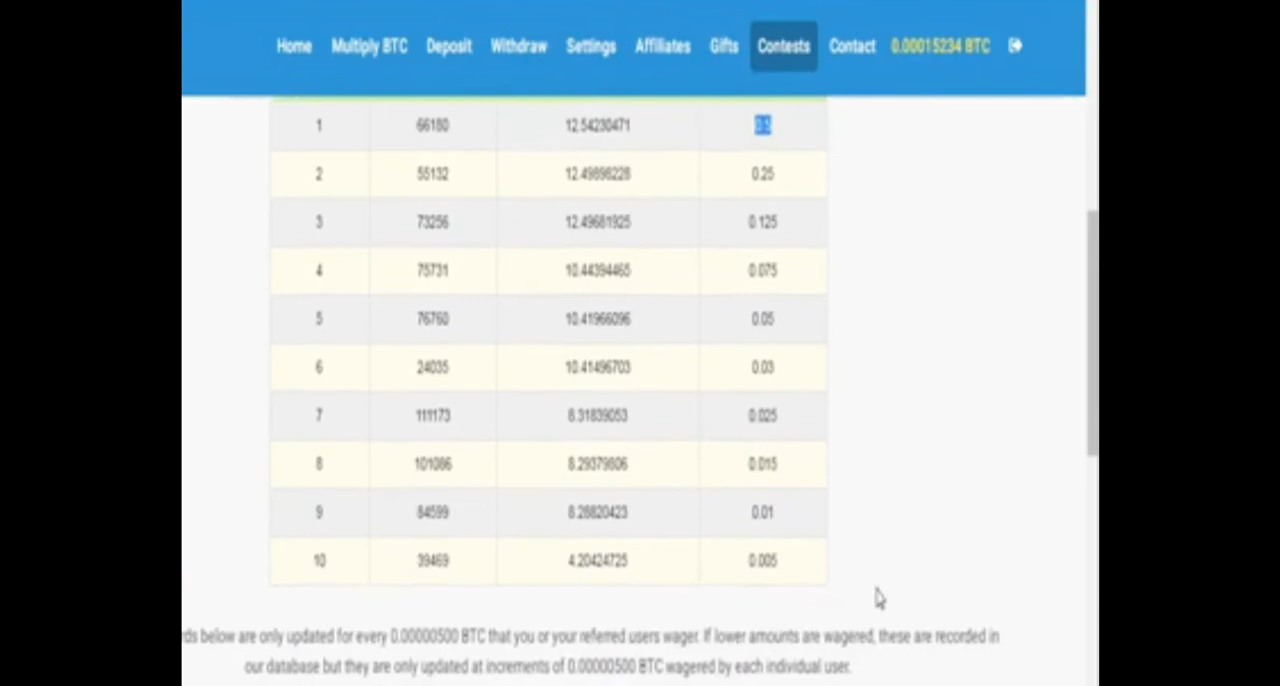 Home Multiply BTC Deposit Withdraw Settings Affiliates Gifts Contests Contact 0.00015234 BTC
1 66180 12.54230471 0.5
2 55132 12.49898228 0.25
3 73256 12.49681925 0.125
4 75731 10.44394465 0.075
5 76760 10.41966096 0.05
6 24035 10.41496703 0.03
7 111173 8.31839053 0.025
8 101086 8.29379806 0.015
9 84599 8.28820423 0.01
10 39469 4.20424725 0.005
below are only updated for every 0.00000500 BTC that you or your referred users wager. If lower amounts are wagered, these are recorded in
our database but they are only updated at increments of 0.00000500 BTC wagered by each individual user.